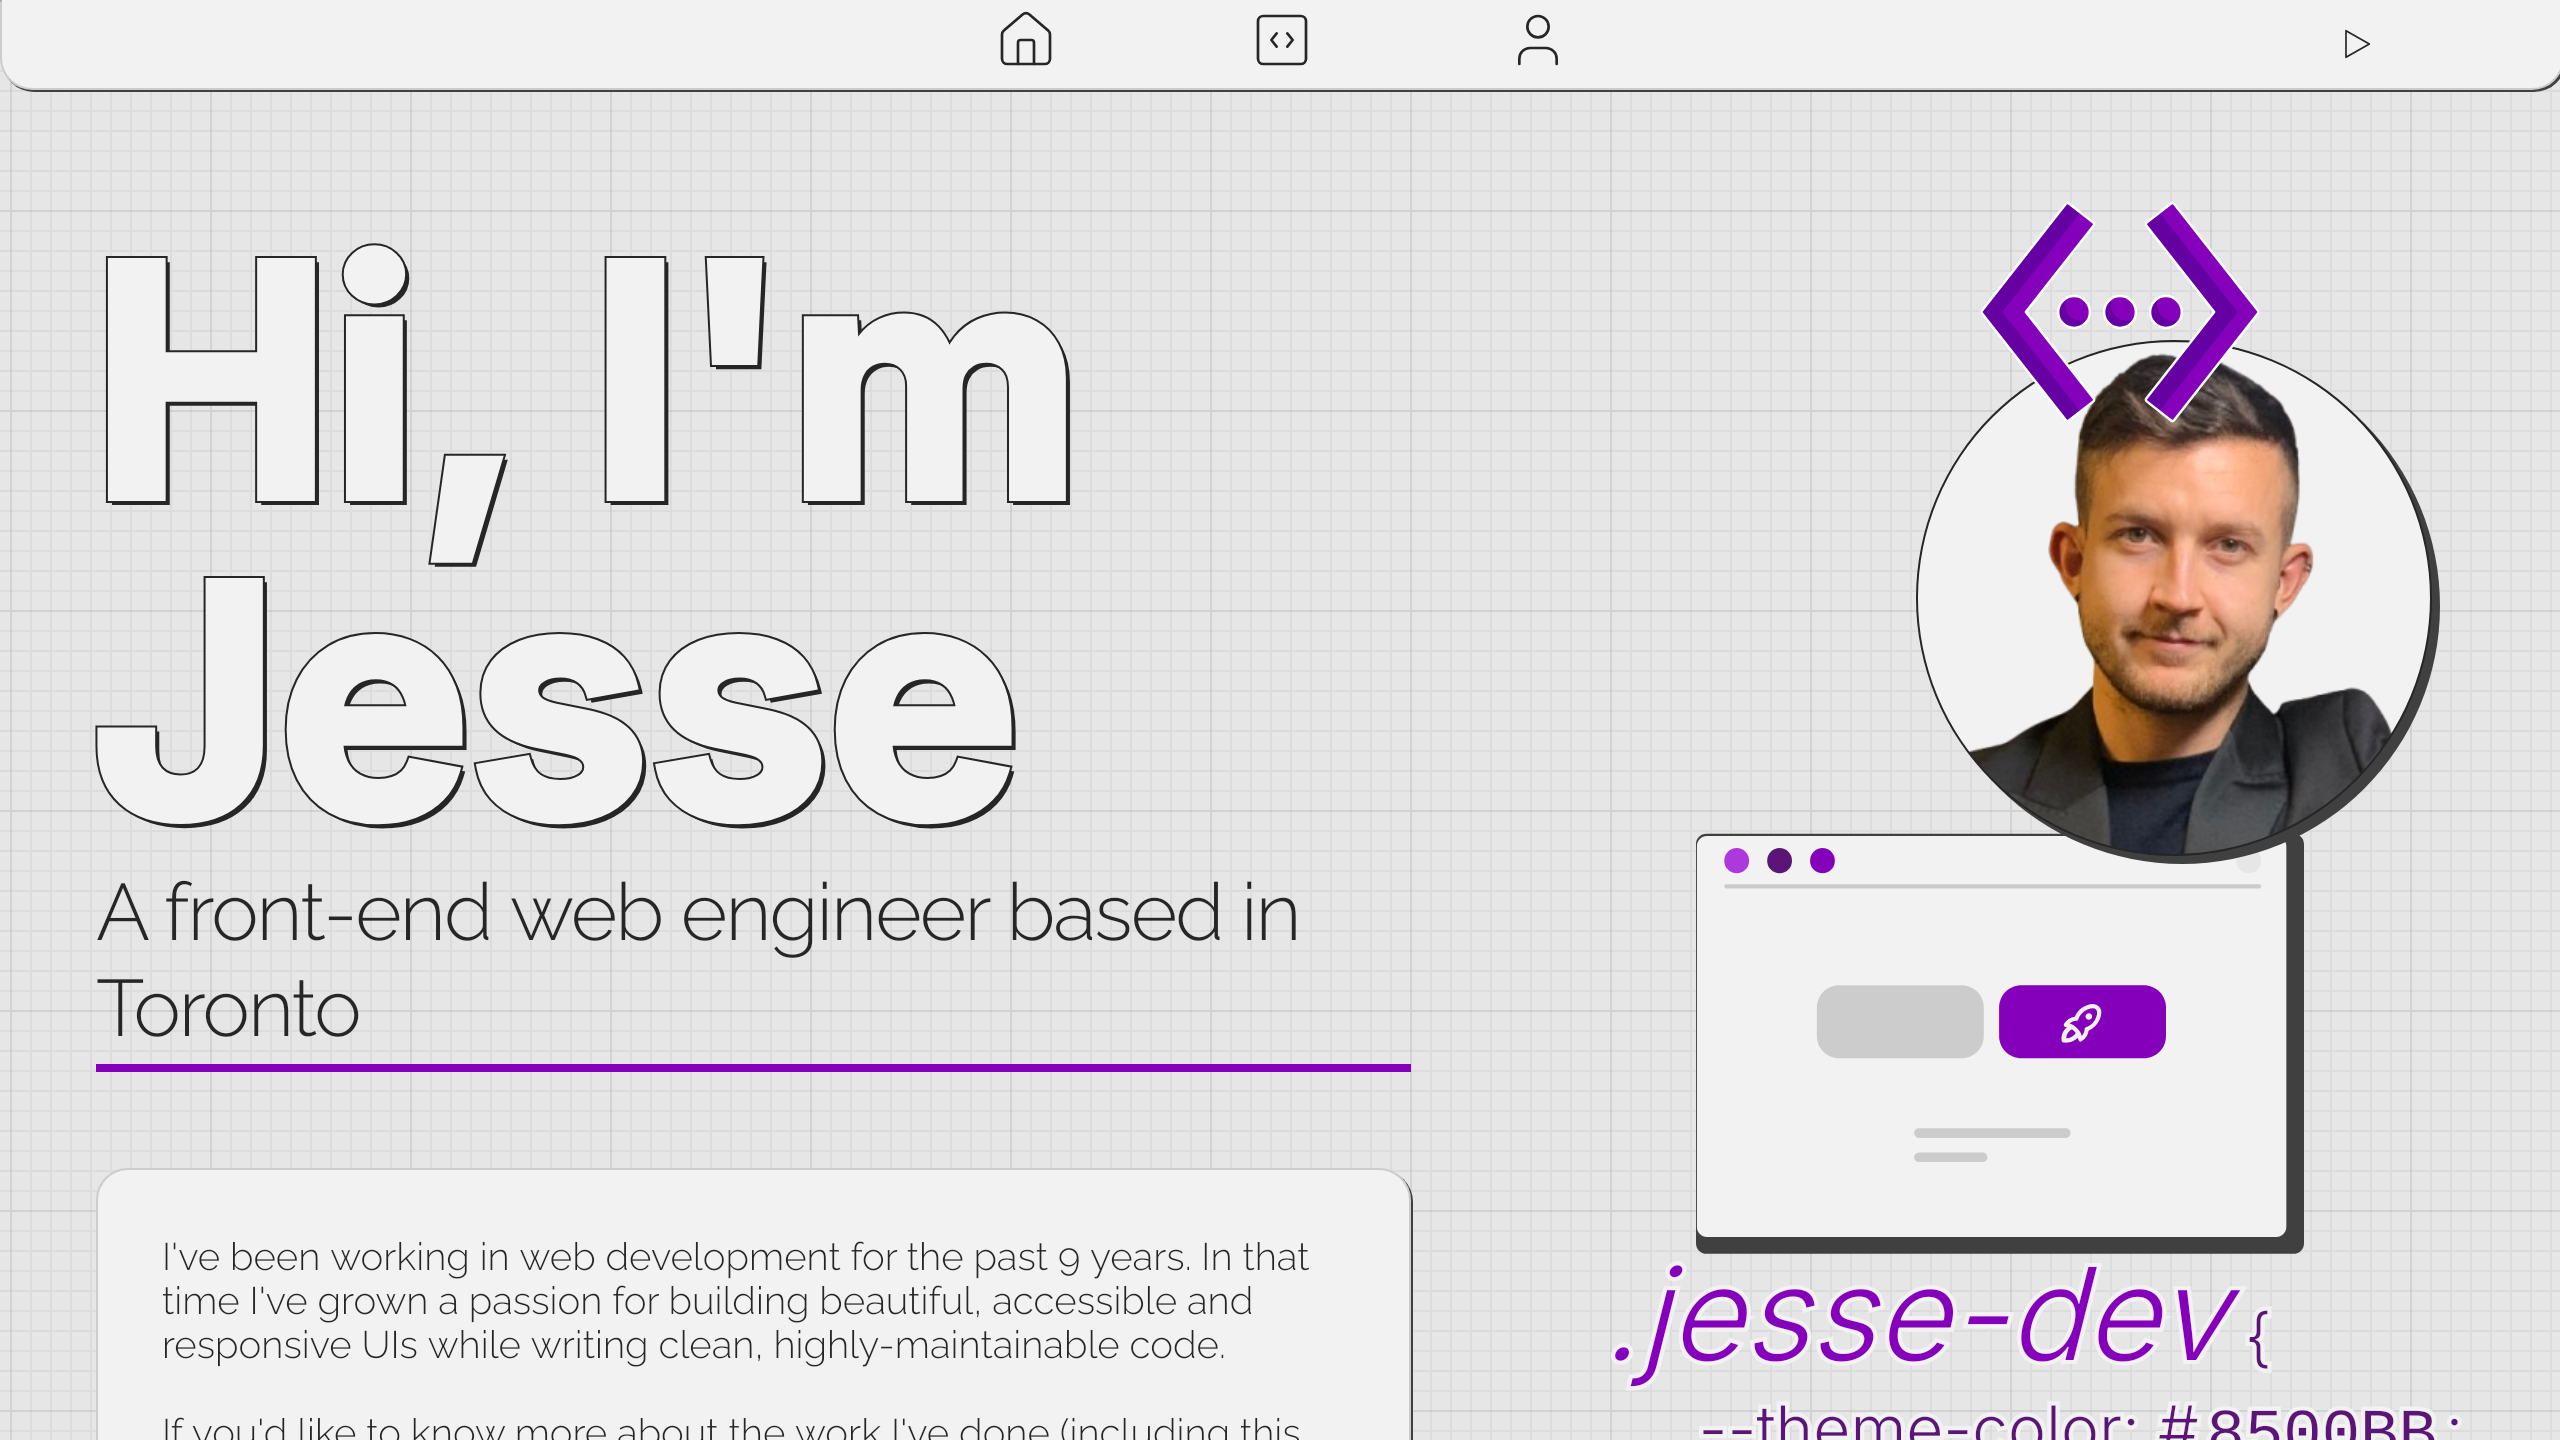 Hi, I'm
Jesse
A front-end web engineer based in
Toronto
I've been working in web development for the past 9 years. In that
time I've grown a passion for building beautiful, accessible and
responsive UIs while writing clean, highly-maintainable code.
If you'd like to know more about the work I've done (including this
.jesse-dev {
--theme-color: #8500BB;